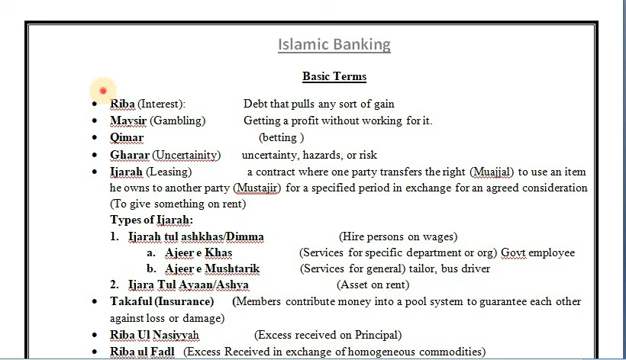 Islamic Banking
Basic Terms
• Riba (Interest): Debt that pulls any sort of gain
• Maysir (Gambling) Getting a profit without working for it.
• Qimar (betting )
• Gharar (Uncertainity) uncertainty, hazards, or risk
• Ijarah (Leasing) a contract where one party transfers the right (Muajjal) to use an item
he owns to another party (Mustajir) for a specified period in exchange for an agreed consideration
(To give something on rent)
Types of Ijarah:
1. Ijarah tul ashkhas/Dimma (Hire persons on wages)
a. Ajeer e Khas (Services for specific department or org) Govt employee
b. Ajeer e Mushtarik (Services for general) tailor, bus driver
2. Ijara Tul Ayaan/Ashya (Asset on rent)
• Takaful (Insurance) (Members contribute money into a pool system to guarantee each other
against loss or damage)
• Riba Ul Nasiyyah (Excess received on Principal)
• Riba ul Fadl (Excess Received in exchange of homogeneous commodities)